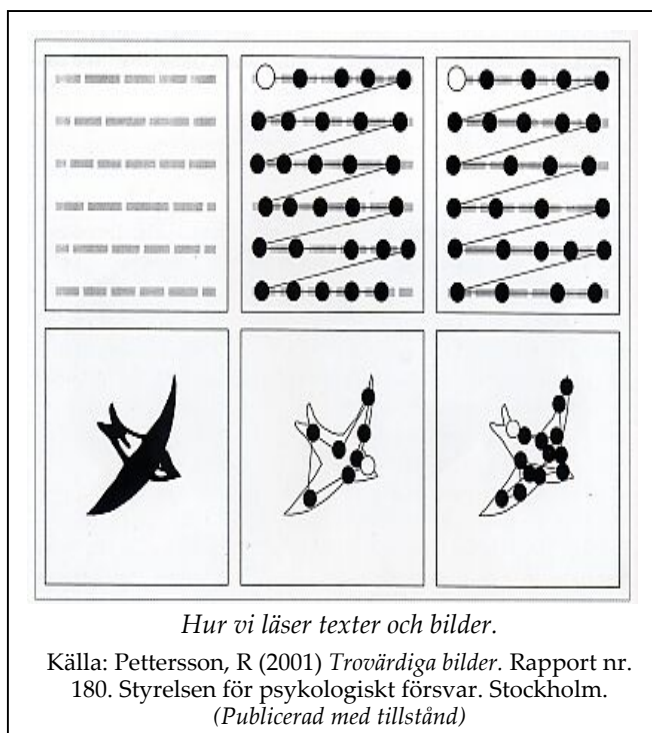 Hur vi läser texter och bilder.
Källa: Pettersson, R (2001) Trovärdiga bilder. Rapport nr.
180. Styrelsen för psykologiskt försvar. Stockholm.
(Publicerad med tillstånd)